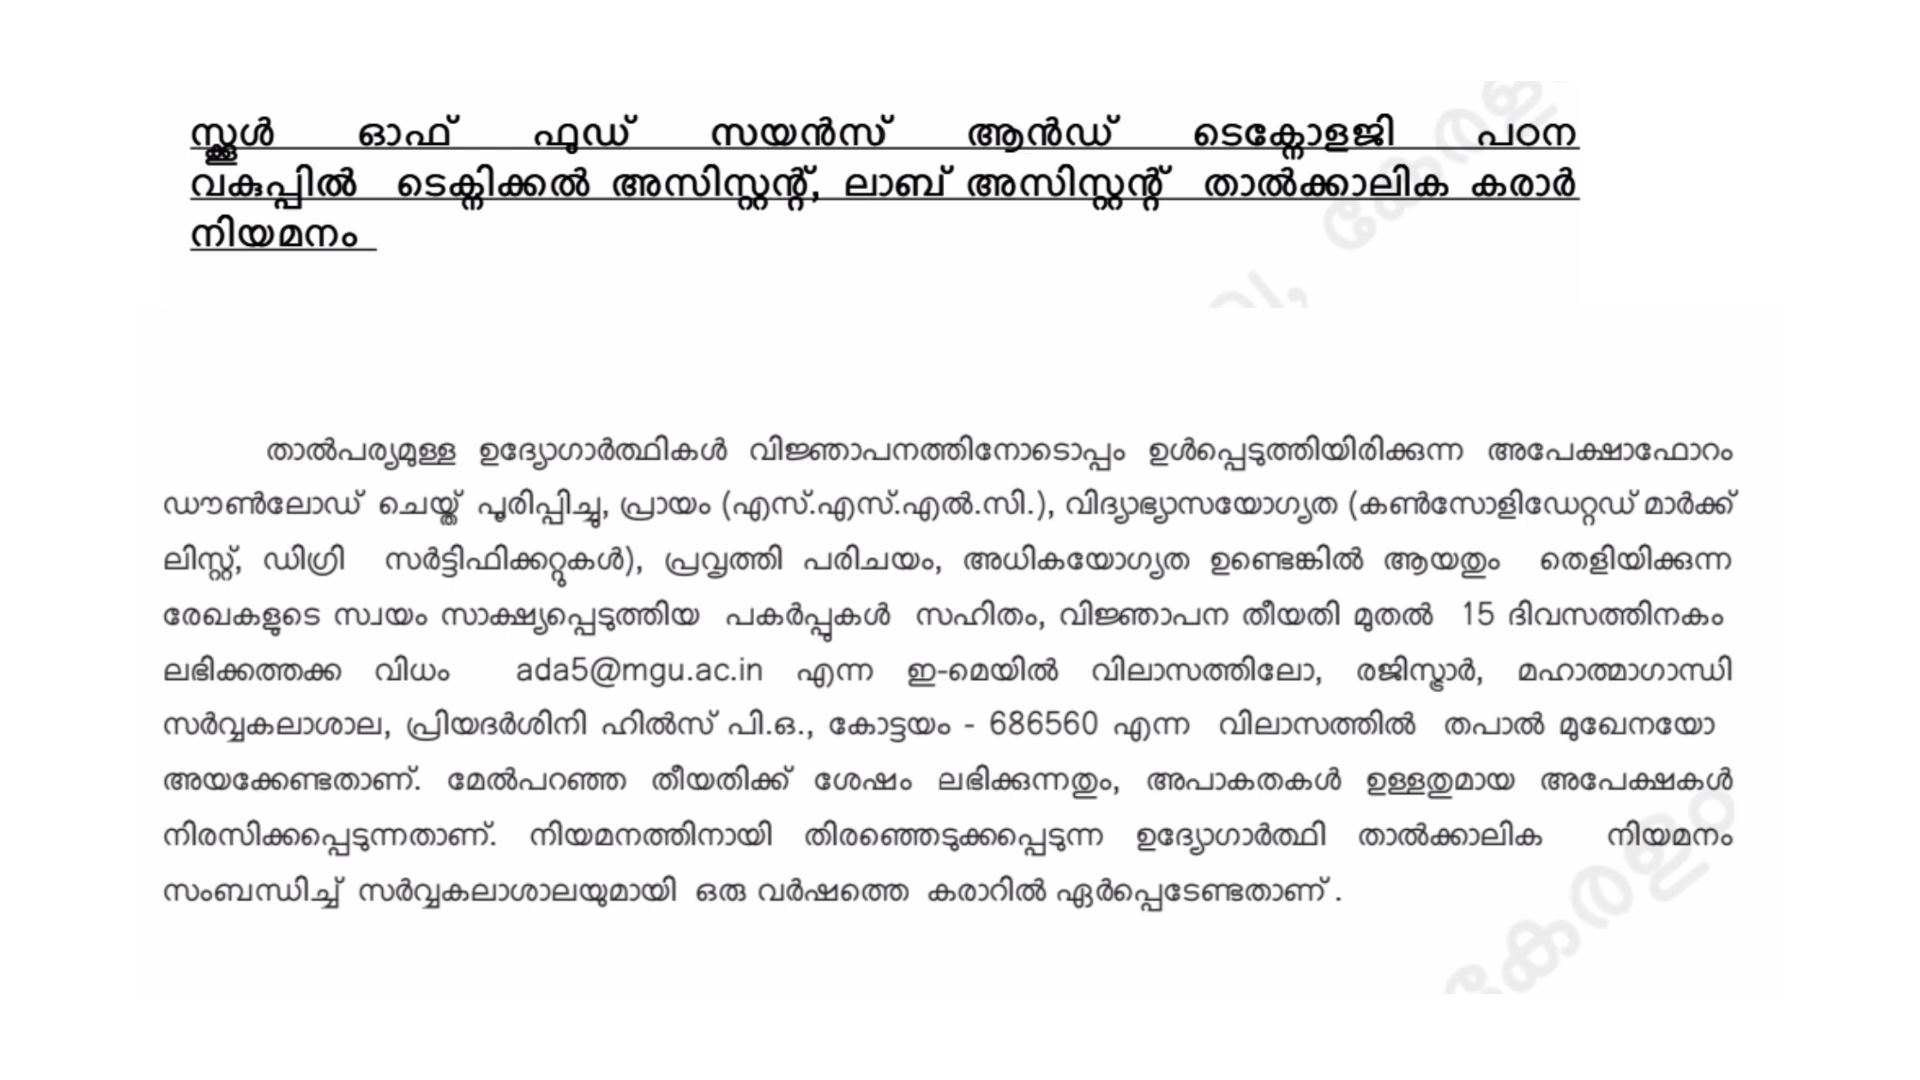 സ്കൂൾ ഓഫ് ഫുഡ് സയൻസ് ആൻഡ് ടെക്നോളജി പഠന
വകുപ്പിൽ ടെക്നിക്കൽ അസിസ്റ്റന്റ്, ലാബ് അസിസ്റ്റന്റ് താൽക്കാലിക കരാർ
നിയമനം
താൽപര്യമുള്ള ഉദ്യോഗാർത്ഥികൾ വിജ്ഞാപനത്തിനോടൊപ്പം ഉൾപ്പെടുത്തിയിരിക്കുന്ന അപേക്ഷാഫോറം
ഡൗൺലോഡ് ചെയ്ത് പൂരിപ്പിച്ചു, പ്രായം (എസ്.എസ്.എൽ.സി.), വിദ്യാഭ്യാസയോഗ്യത (കൺസോളിഡേറ്റഡ് മാർക്ക്
ലിസ്റ്റ്, ഡിഗ്രി സർട്ടിഫിക്കറ്റുകൾ), പ്രവൃത്തി പരിചയം, അധികയോഗ്യത ഉണ്ടെങ്കിൽ ആയതും തെളിയിക്കുന്ന
രേഖകളുടെ സ്വയം സാക്ഷ്യപ്പെടുത്തിയ പകർപ്പുകൾ സഹിതം, വിജ്ഞാപന തീയതി മുതൽ 15 ദിവസത്തിനകം
ലഭിക്കത്തക്ക വിധം ada5@mgu.ac.in എന്ന ഇ-മെയിൽ വിലാസത്തിലോ, രജിസ്ട്രാർ, മഹാത്മാഗാന്ധി
സർവ്വകലാശാല, പ്രിയദർശിനി ഹിൽസ് പി.ഒ., കോട്ടയം - 686560 എന്ന വിലാസത്തിൽ തപാൽ മുഖേനയോ
അയക്കേണ്ടതാണ്. മേൽപറഞ്ഞ തീയതിക്ക് ശേഷം ലഭിക്കുന്നതും, അപാകതകൾ ഉള്ളതുമായ അപേക്ഷകൾ
നിരസിക്കപ്പെടുന്നതാണ്. നിയമനത്തിനായി തിരഞ്ഞെടുക്കപ്പെടുന്ന ഉദ്യോഗാർത്ഥി താൽക്കാലിക നിയമനം
സംബന്ധിച്ച് സർവ്വകലാശാലയുമായി ഒരു വർഷത്തെ കരാറിൽ ഏർപ്പെടേണ്ടതാണ് .
കേരളം